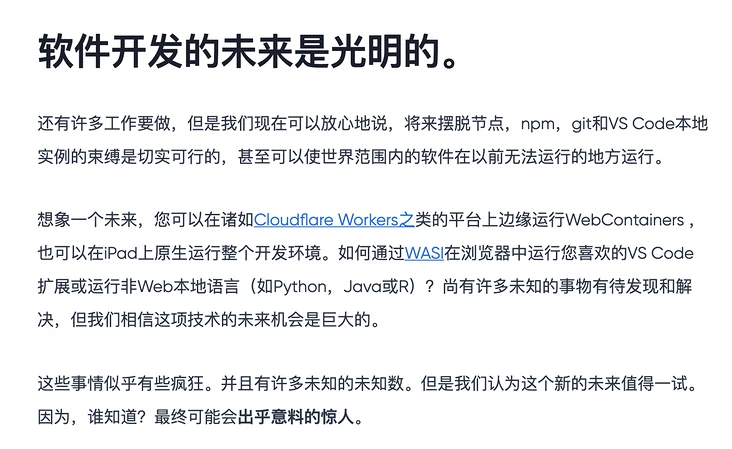 软件开发的未来是光明的。
还有许多工作要做，但是我们现在可以放心地说，将来摆脱节点，npm，git和VS Code本地
实例的束缚是切实可行的，甚至可以使世界范围内的软件在以前无法运行的地方运行。
想象一个未来，您可以在诸如Cloudflare Workers之类的平台上边缘运行WebContainers ，
也可以在iPad上原生运行整个开发环境。如何通过WASI在浏览器中运行您喜欢的VS Code
扩展或运行非Web本地语言（如Python，Java或R）？尚有许多未知的事物有待发现和解
决，但我们相信这项技术的未来机会是巨大的。
这些事情似乎有些疯狂。并且有许多未知的未知数。但是我们认为这个新的未来值得一试。
因为，谁知道？最终可能会出乎意料的惊人。